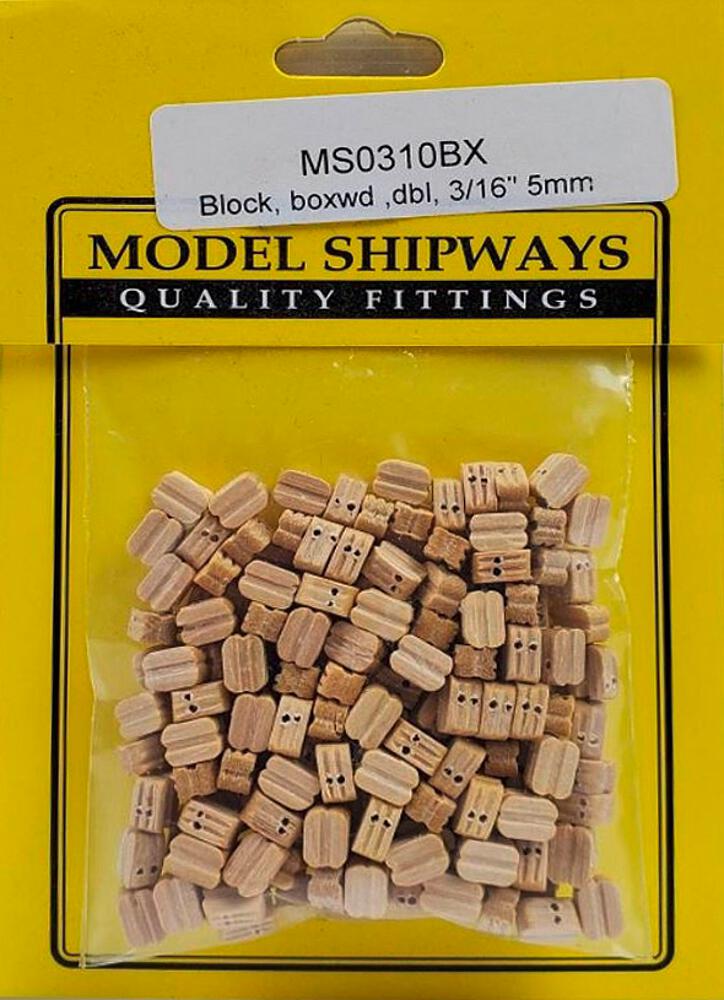 MS0310BX
Block, boxwd ,dbl, 3/16" 5mm
MODEL SHIPWAYS
QUALITY FITTINGS